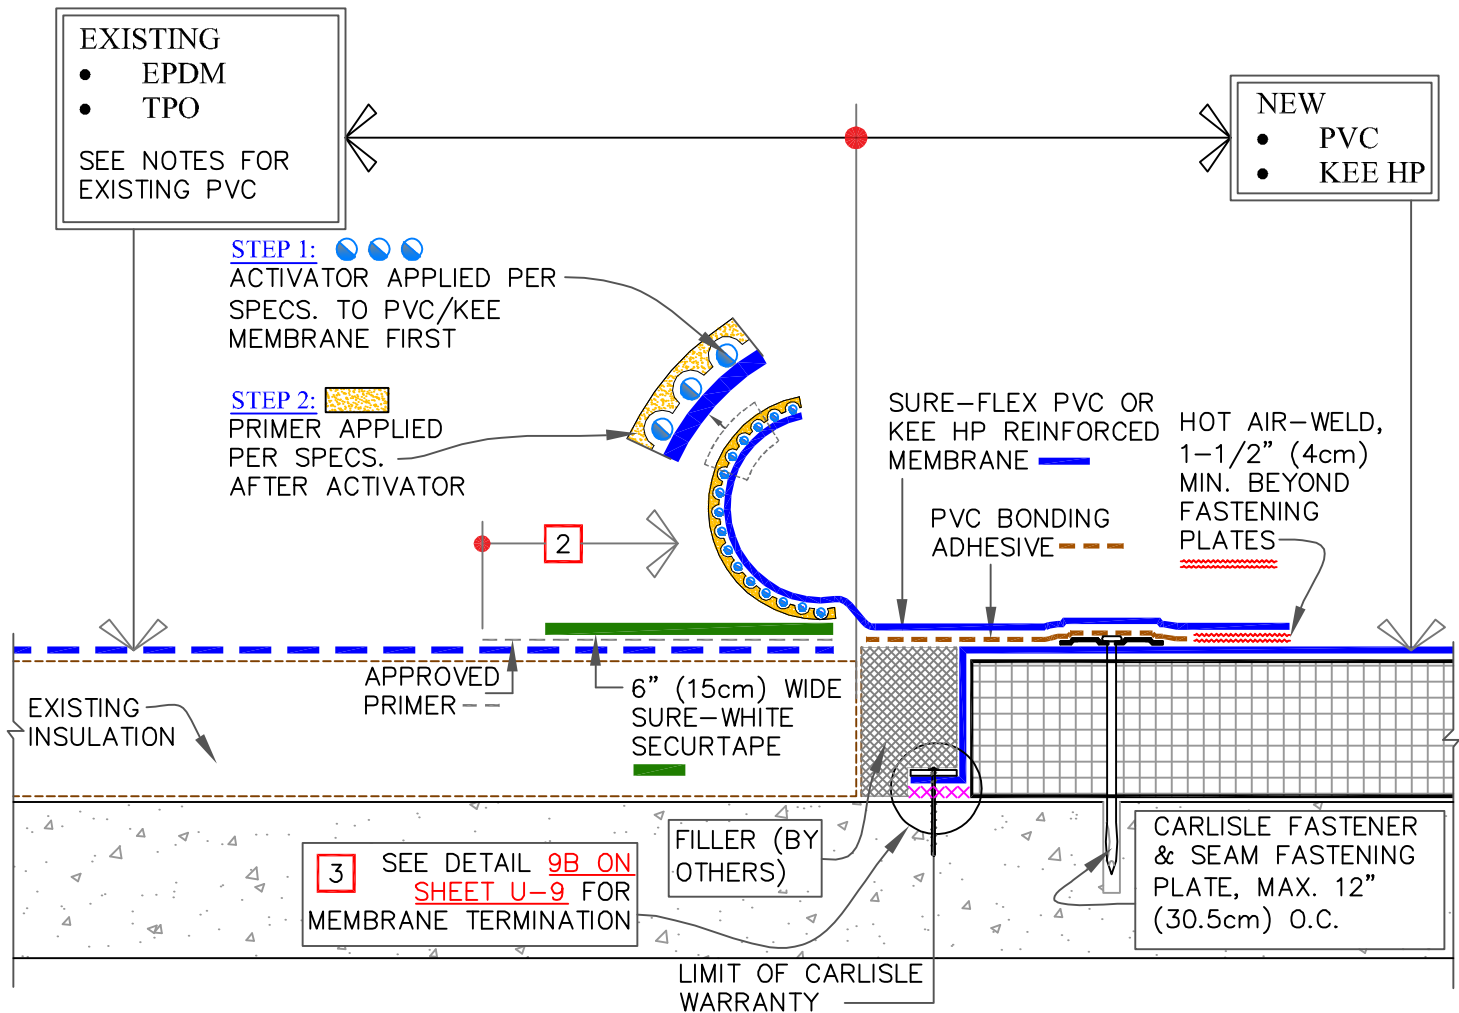 EXISTING
• EPDM
• TPO
SEE NOTES FOR
EXISTING PVC
NEW
• PVC
• KEE HP
STEP 1:
ACTIVATOR APPLIED PER
SPECS. TO PVC/KEE
MEMBRANE FIRST
STEP 2:
PRIMER APPLIED
PER SPECS.
AFTER ACTIVATOR
SURE-FLEX PVC OR
KEE HP REINFORCED
MEMBRANE
HOT AIR-WELD,
1-1/2" (4cm)
MIN. BEYOND
FASTENING
PLATES
PVC BONDING
ADHESIVE
2
APPROVED
PRIMER
6" (15cm) WIDE
SURE-WHITE
SECURTAPE
EXISTING
INSULATION
3
SEE DETAIL 9B ON
SHEET U-9 FOR
MEMBRANE TERMINATION
FILLER (BY
OTHERS)
CARLISLE FASTENER
& SEAM FASTENING
PLATE, MAX. 12"
(30.5cm) O.C.
LIMIT OF CARLISLE
WARRANTY